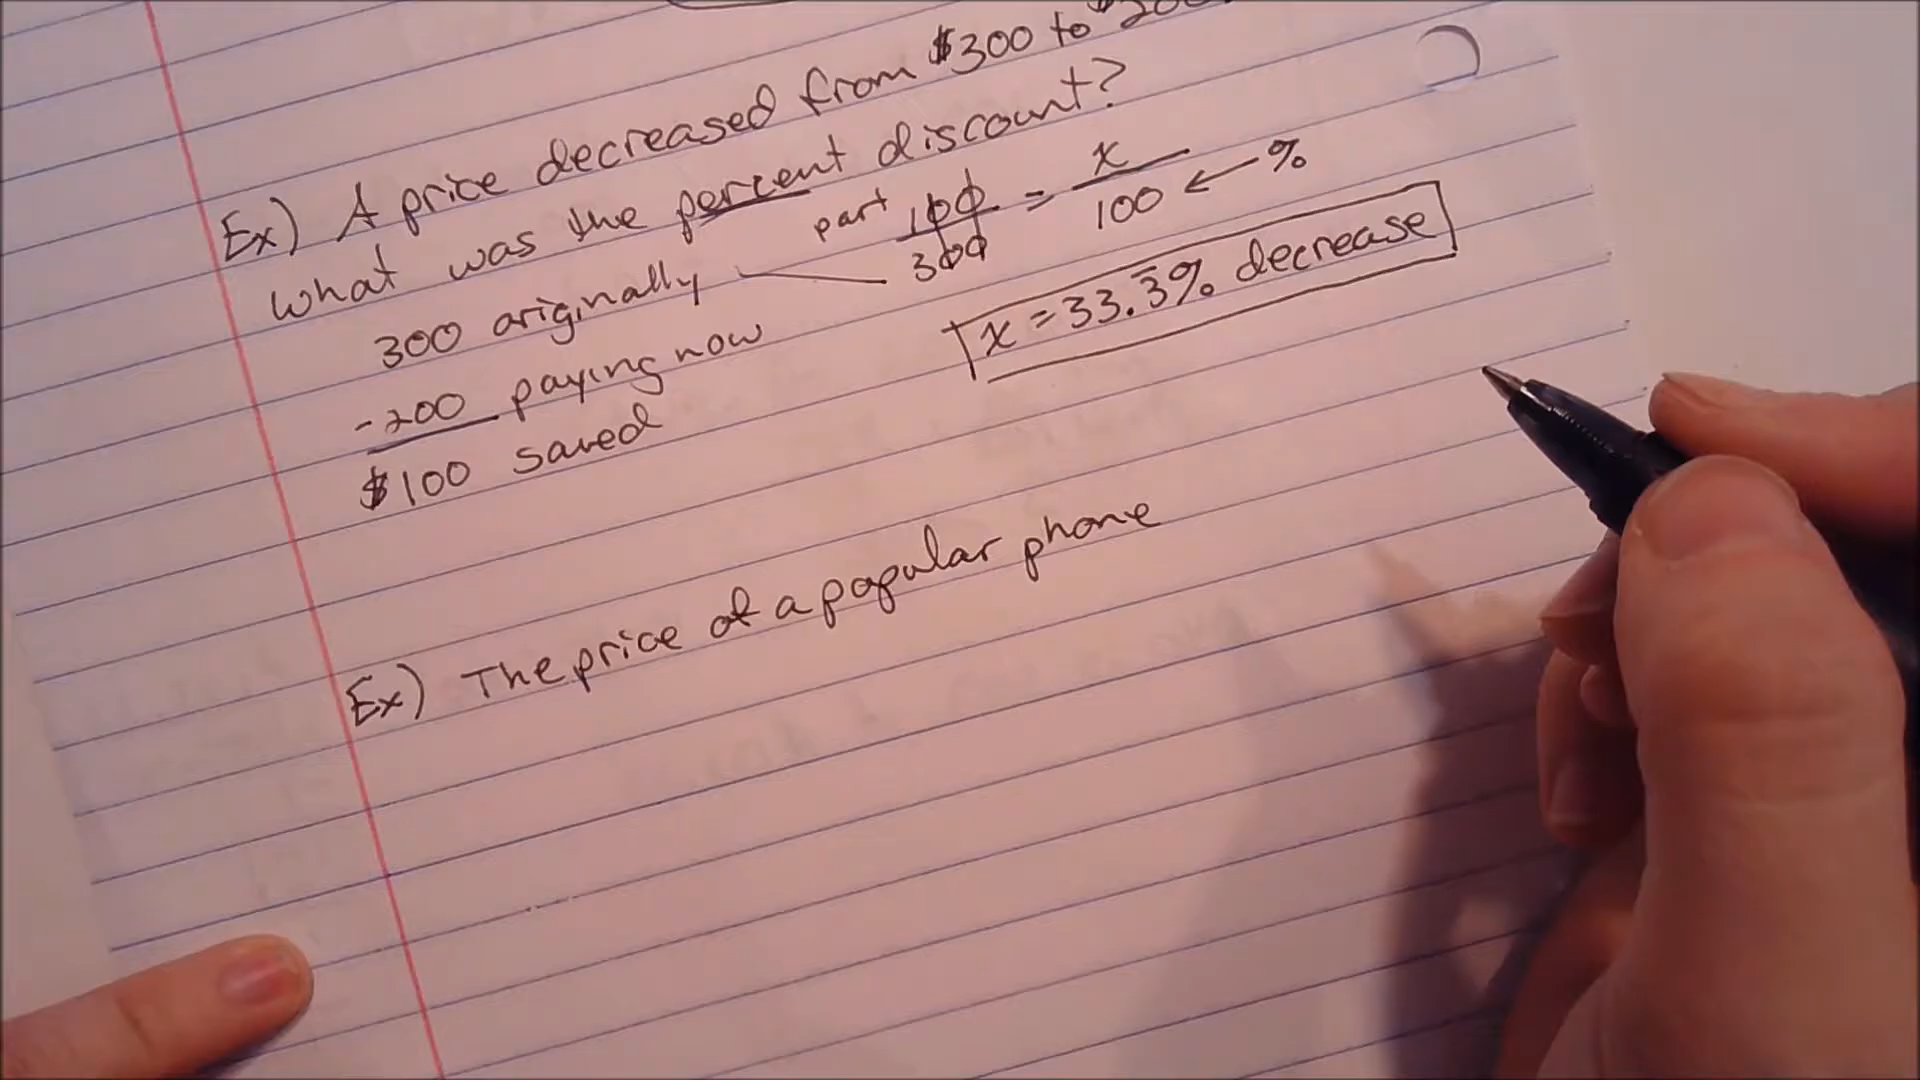 Ex) A price decreased from $300 to $200
What was the percent discount?
300 originally
-200 paying now
$100 saved
part 100/300 = x/100 ← %
x = 33.3̅% decrease
Ex) The price of a popular phone